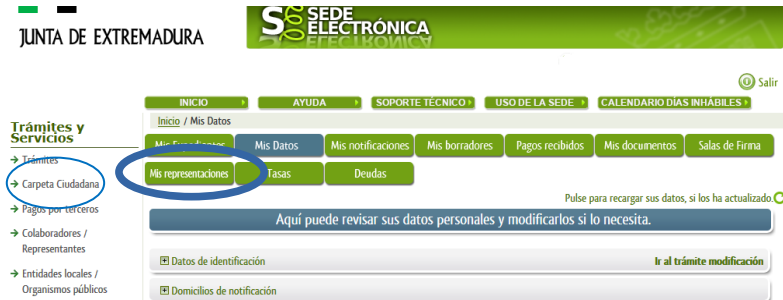 JUNTA DE EXTREMADURA
SEDE
ELECTRÓNICA
Salir
INICIO
AYUDA
SOPORTE TÉCNICO
USO DE LA SEDE
CALENDARIO DÍAS INHÁBILES
Inicio / Mis Datos
Trámites y
Servicios
Trámites
Carpeta Ciudadana
Pagos por terceros
Colaboradores /
Representantes
Entidades locales /
Organismos públicos
Mis Expedientes
Mis Datos
Mis notificaciones
Mis borradores
Pagos recibidos
Mis documentos
Salas de Firma
Mis representaciones
Tasas
Deudas
Pulse para recargar sus datos, si los ha actualizado.
Aquí puede revisar sus datos personales y modificarlos si lo necesita.
Datos de identificación
Ir al trámite modificación
Domicilios de notificación